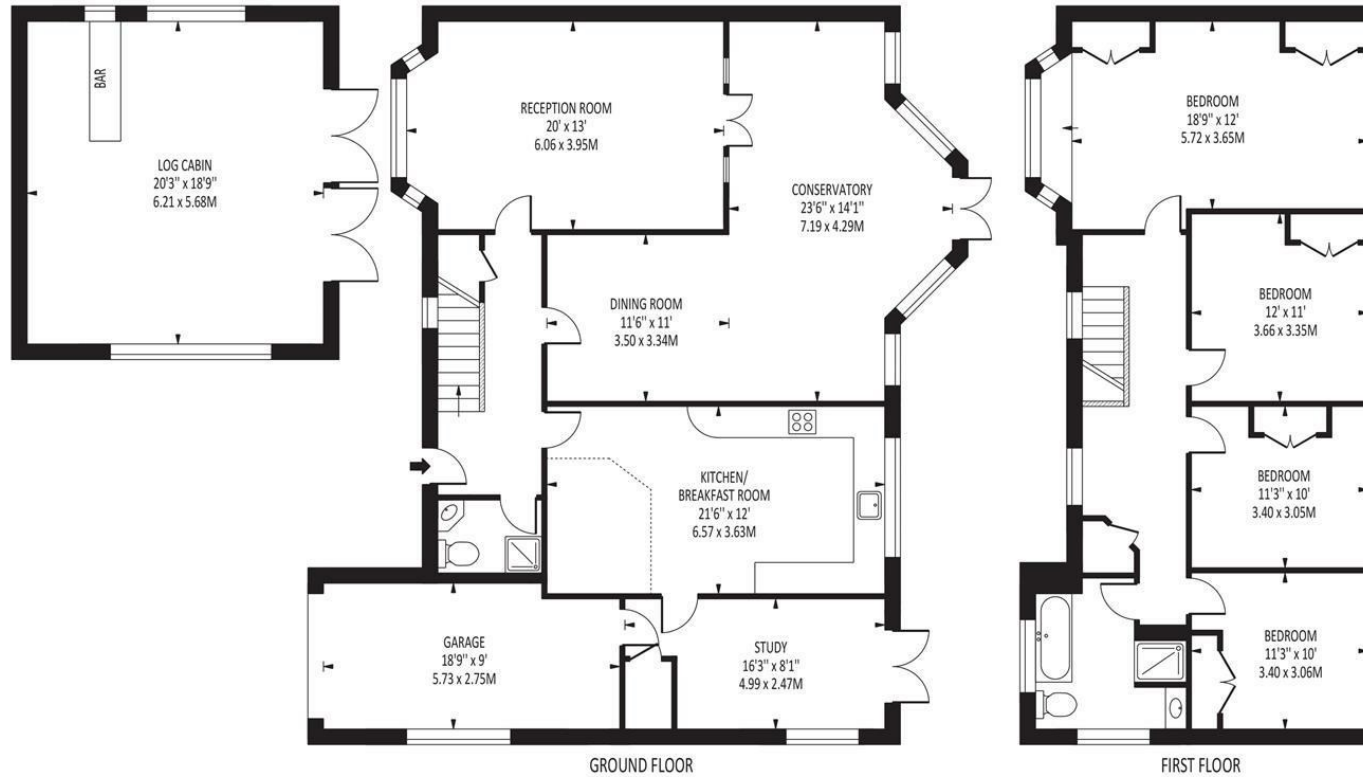 BAR
LOG CABIN
20'3" x 18'9"
6.21 x 5.68M
RECEPTION ROOM
20' x 13'
6.06 x 3.95M
CONSERVATORY
23'6" x 14'1"
7.19 x 4.29M
DINING ROOM
11'6" x 11'
3.50 x 3.34M
KITCHEN/
BREAKFAST ROOM
21'6" x 12'
6.57 x 3.63M
GARAGE
18'9" x 9'
5.73 x 2.75M
STUDY
16'3" x 8'1"
4.99 x 2.47M
GROUND FLOOR
BEDROOM
18'9" x 12'
5.72 x 3.65M
BEDROOM
12' x 11'
3.66 x 3.35M
BEDROOM
11'3" x 10'
3.40 x 3.05M
BEDROOM
11'3" x 10'
3.40 x 3.06M
FIRST FLOOR